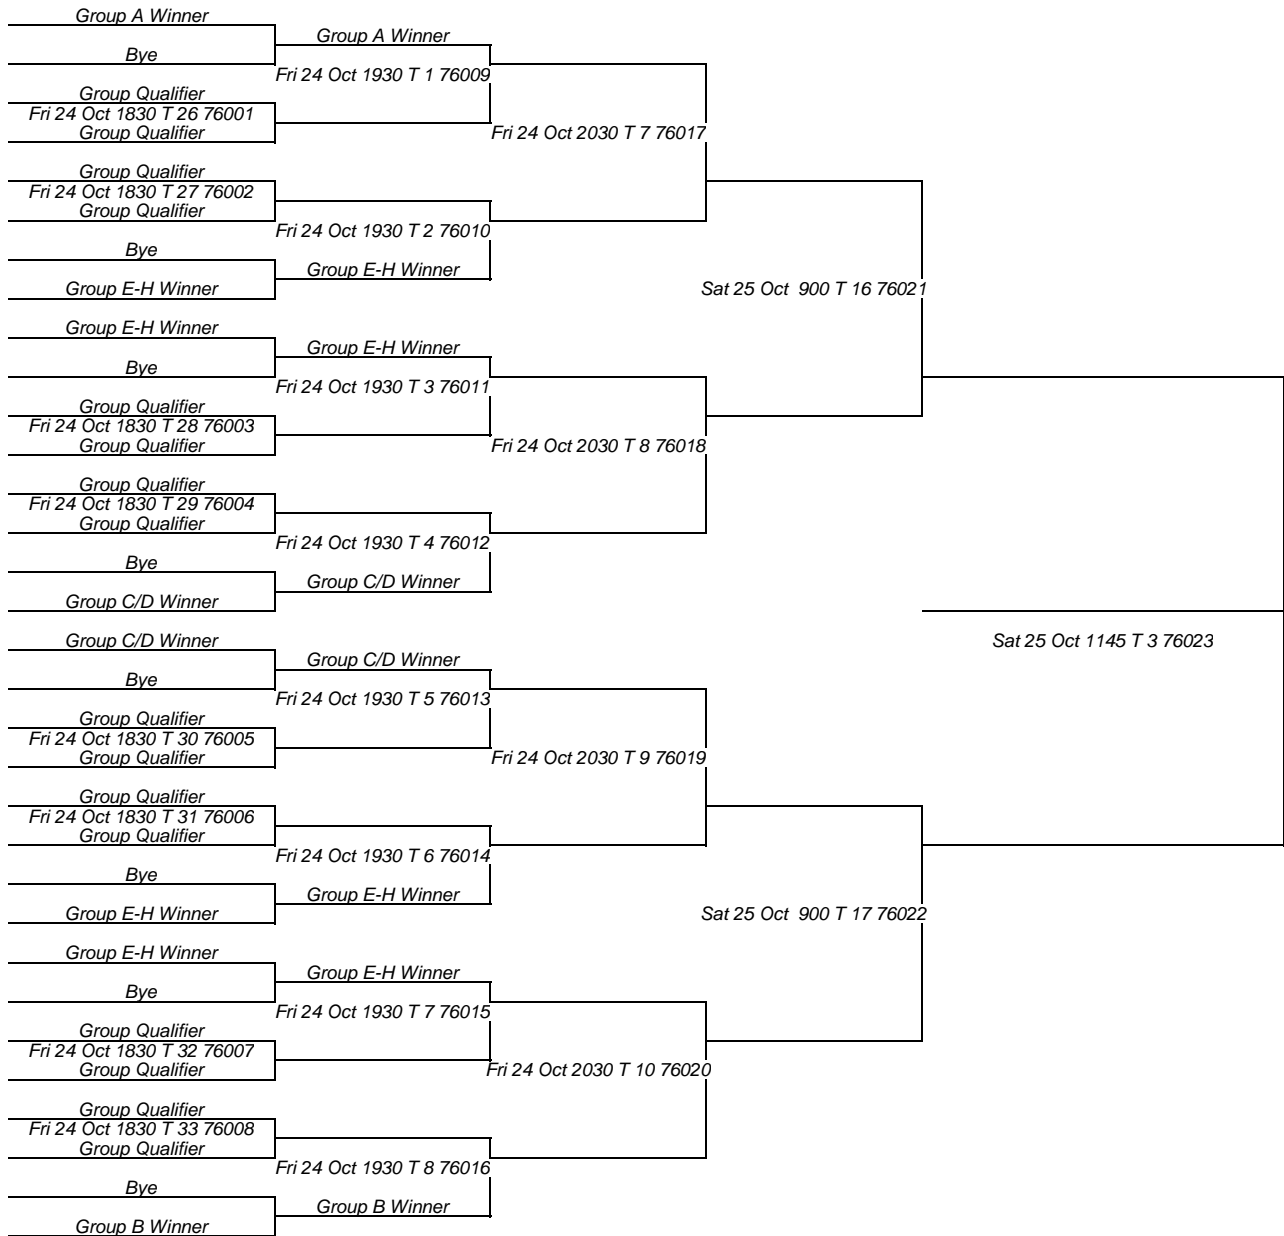 Group A Winner
Group A Winner
Bye
Fri 24 Oct 1930 T 1 76009
Group Qualifier
Fri 24 Oct 1830 T 26 76001
Group Qualifier
Fri 24 Oct 2030 T 7 76017
Group Qualifier
Fri 24 Oct 1830 T 27 76002
Group Qualifier
Fri 24 Oct 1930 T 2 76010
Bye
Group E-H Winner
Group E-H Winner
Sat 25 Oct 900 T 16 76021
Group E-H Winner
Group E-H Winner
Bye
Fri 24 Oct 1930 T 3 76011
Group Qualifier
Fri 24 Oct 1830 T 28 76003
Group Qualifier
Fri 24 Oct 2030 T 8 76018
Group Qualifier
Fri 24 Oct 1830 T 29 76004
Group Qualifier
Fri 24 Oct 1930 T 4 76012
Bye
Group C/D Winner
Group C/D Winner
Group C/D Winner
Sat 25 Oct 1145 T 3 76023
Group C/D Winner
Bye
Fri 24 Oct 1930 T 5 76013
Group Qualifier
Fri 24 Oct 1830 T 30 76005
Group Qualifier
Fri 24 Oct 2030 T 9 76019
Group Qualifier
Fri 24 Oct 1830 T 31 76006
Group Qualifier
Fri 24 Oct 1930 T 6 76014
Bye
Group E-H Winner
Group E-H Winner
Sat 25 Oct 900 T 17 76022
Group E-H Winner
Group E-H Winner
Bye
Fri 24 Oct 1930 T 7 76015
Group Qualifier
Fri 24 Oct 1830 T 32 76007
Group Qualifier
Fri 24 Oct 2030 T 10 76020
Group Qualifier
Fri 24 Oct 1830 T 33 76008
Group Qualifier
Fri 24 Oct 1930 T 8 76016
Bye
Group B Winner
Group B Winner